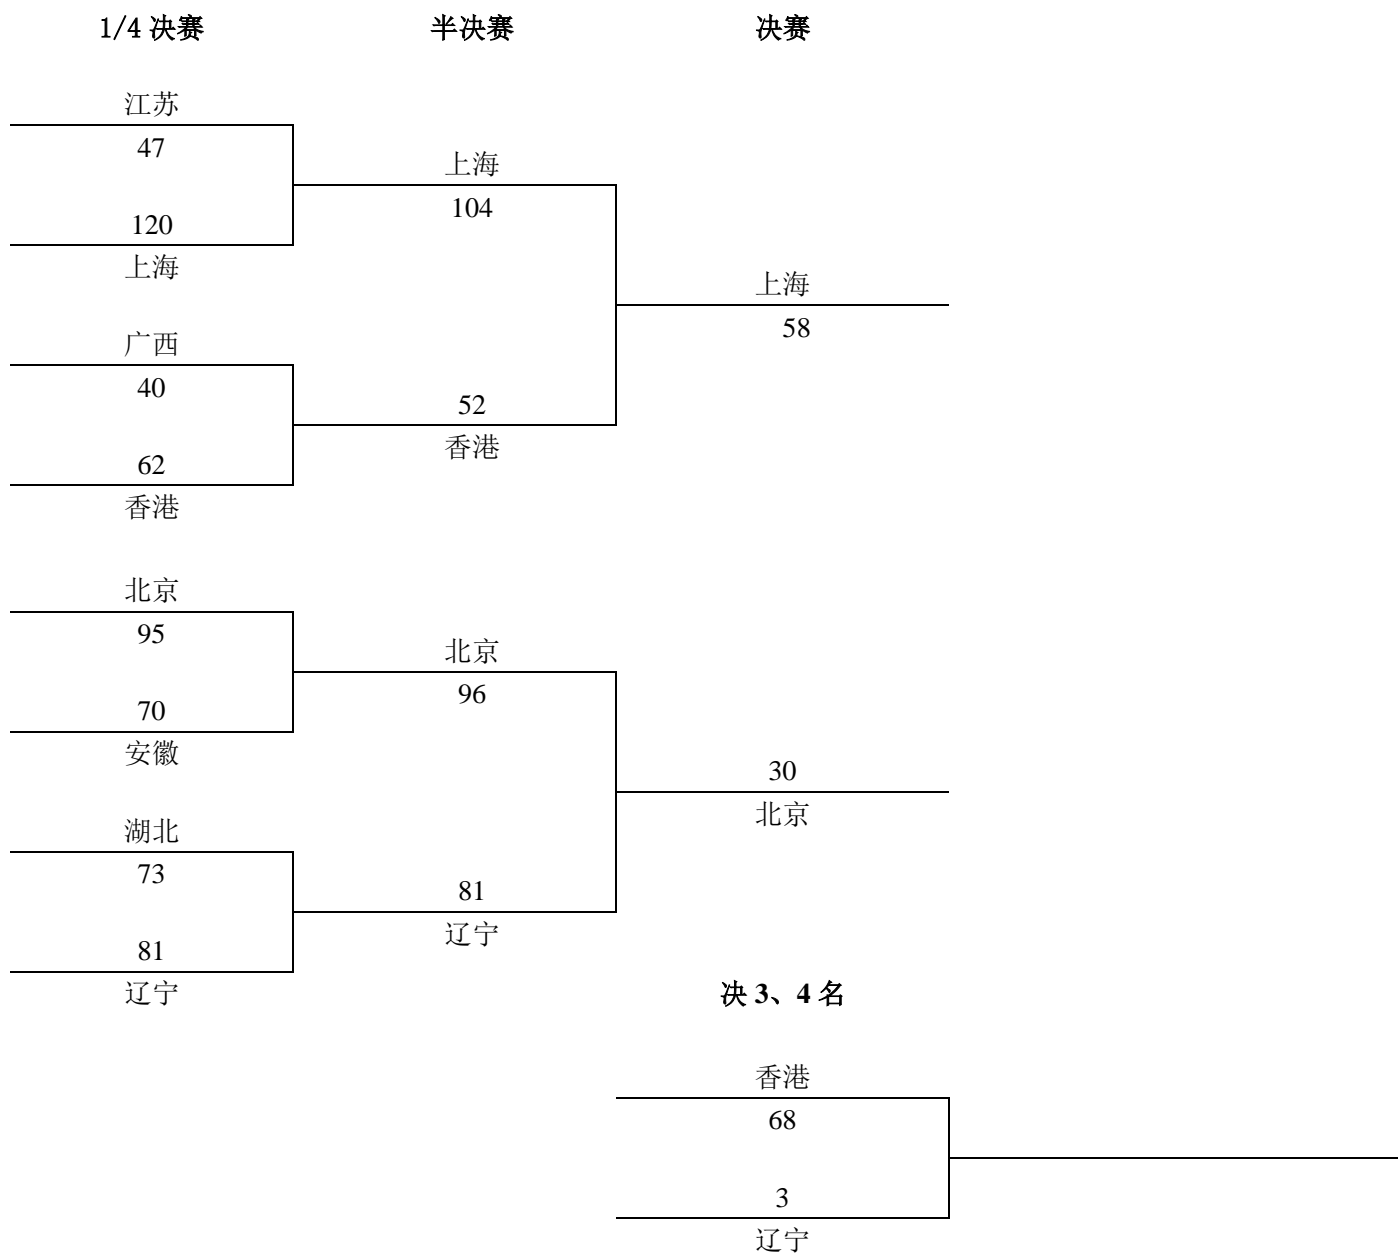 1/4 决赛 半决赛 决赛
江苏
47
上海
104
120
上海
上海
58
广西
40
52
香港
62
香港
北京
95
北京
96
70
安徽
30
北京
湖北
73
81
辽宁
81
辽宁
决 3、4 名
香港
68
3
辽宁